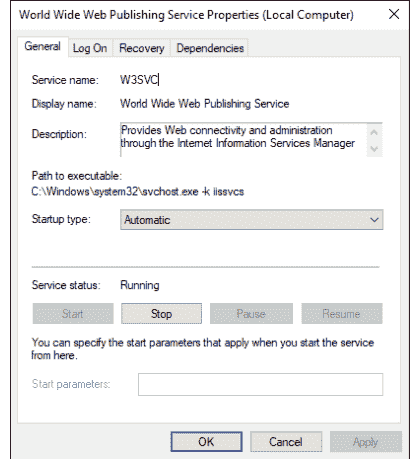 World Wide Web Publishing Service Properties (Local Computer)
General Log On Recovery Dependencies
Service name: W3SVC
Display name: World Wide Web Publishing Service
Description: Provides Web connectivity and administration
through the Internet Information Services Manager
Path to executable:
C:\Windows\system32\svchost.exe -k iissvcs
Startup type: Automatic
Service status: Running
Start Stop Pause Resume
You can specify the start parameters that apply when you start the service
from here.
Start parameters:
OK Cancel Apply